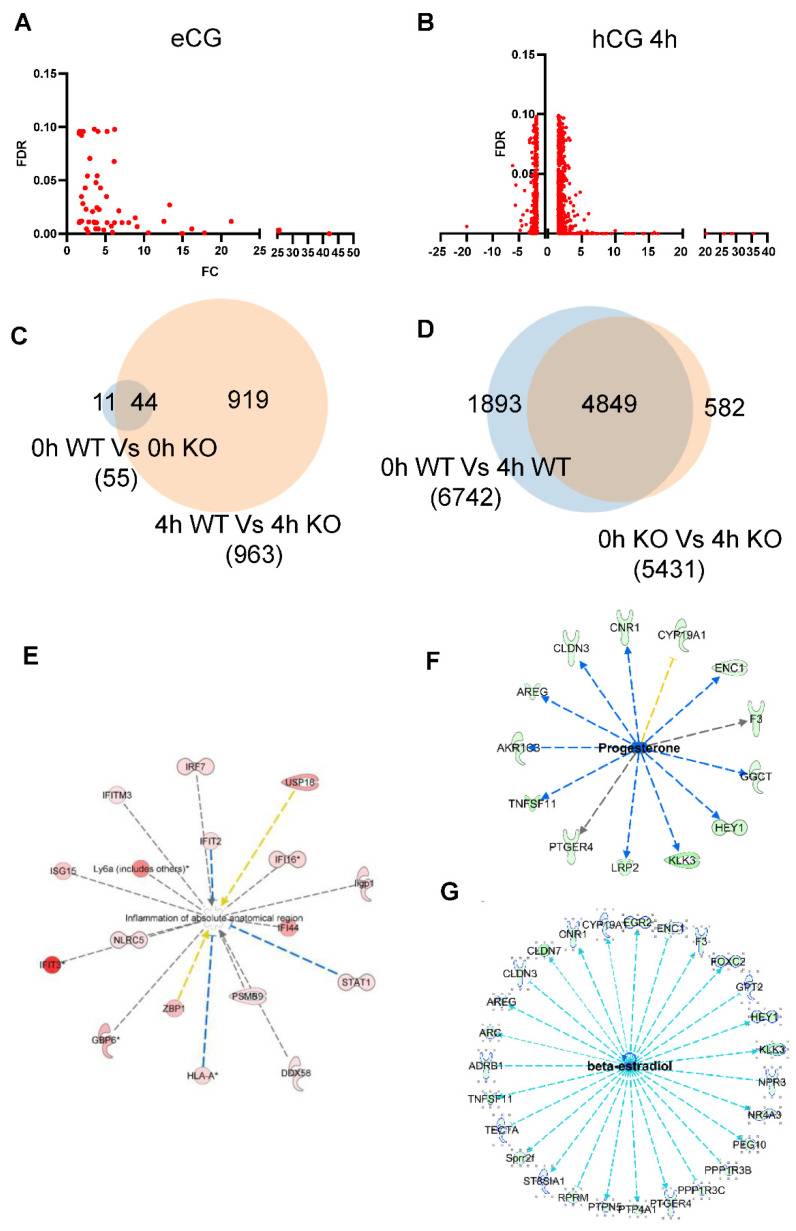 A
eCG
0.15
0.10
0.05
0.00
FDR
0 5 10 15 20 25
25 30 35 40 45 50
FC
B
hCG 4h
0.15
0.10
0.05
FDR
-25 -20 -15 -10 -5 0 5 10 15 20
20 25 30 35 40
C
11 44 919
0h WT Vs 0h KO
(55)
4h WT Vs 4h KO
(963)
D
1893 4849 582
0h WT Vs 4h WT
(6742)
0h KO Vs 4h KO
(5431)
E
IRF7
USP18
IFITM3
IFIT2
IFI16*
Ly6a (includes others)*
ISG15
Iigp1
Inflammation of absolute anatomical region
IFI44
NLRC5
IFIT3*
STAT1
PSMB9
ZBP1
GBP6*
HLA-A*
DDX58
F
CNR1
CYP19A1
CLDN3
ENC1
AREG
F3
AKR1C3
Progesterone
GGCT
TNFSF11
HEY1
PTGER4
KLK3
LRP2
G
CYP19A1
EGR2
ENC1
CNR1
F3
CLDN7
FOXC2
CLDN3
GPT2
AREG
HEY1
ARC
KLK3
beta-estradiol
ADRB1
NPR3
TNFSF11
NR4A3
TECTA
PEG10
Sprr2f
PPP1R3B
ST8SIA1
PPP1R3C
RPRM
PTGER4
PTPN5
PTP4A1